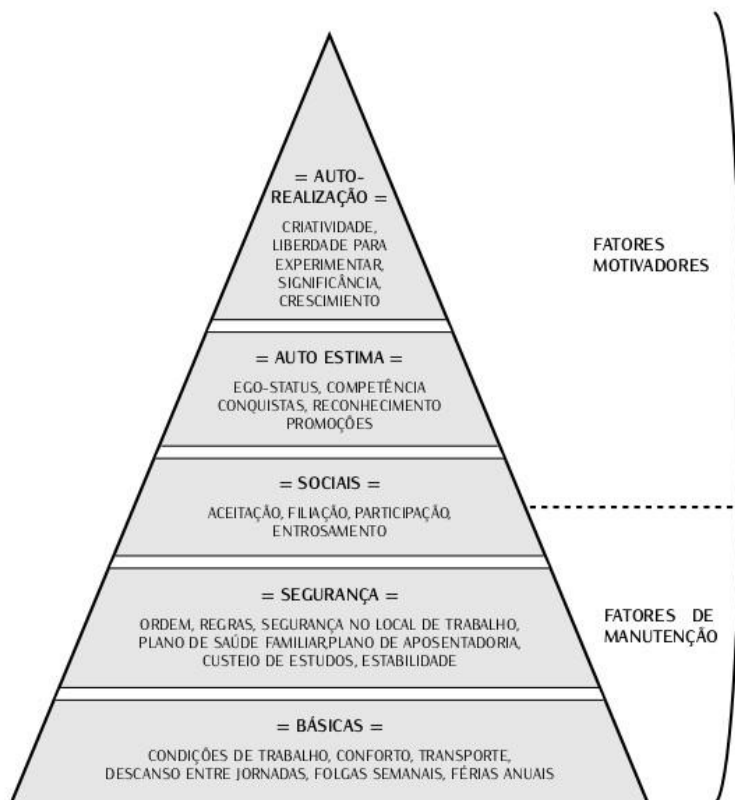 = AUTO-
REALIZAÇÃO =
CRIATIVIDADE,
LIBERDADE PARA
EXPERIMENTAR,
SIGNIFICÂNCIA,
CRESCIMIENTO
FATORES
MOTIVADORES
= AUTO ESTIMA =
EGO-STATUS, COMPETÊNCIA
CONQUISTAS, RECONHECIMENTO
PROMOÇÕES
= SOCIAIS =
ACEITAÇÃO, FILIAÇÃO, PARTICIPAÇÃO,
ENTROSAMENTO
= SEGURANÇA =
ORDEM, REGRAS, SEGURANÇA NO LOCAL DE TRABALHO,
PLANO DE SAÚDE FAMILIAR,PLANO DE APOSENTADORIA,
CUSTEIO DE ESTUDOS, ESTABILIDADE
FATORES DE
MANUTENÇÃO
= BÁSICAS =
CONDIÇÕES DE TRABALHO, CONFORTO, TRANSPORTE,
DESCANSO ENTRE JORNADAS, FOLGAS SEMANAIS, FÉRIAS ANUAIS